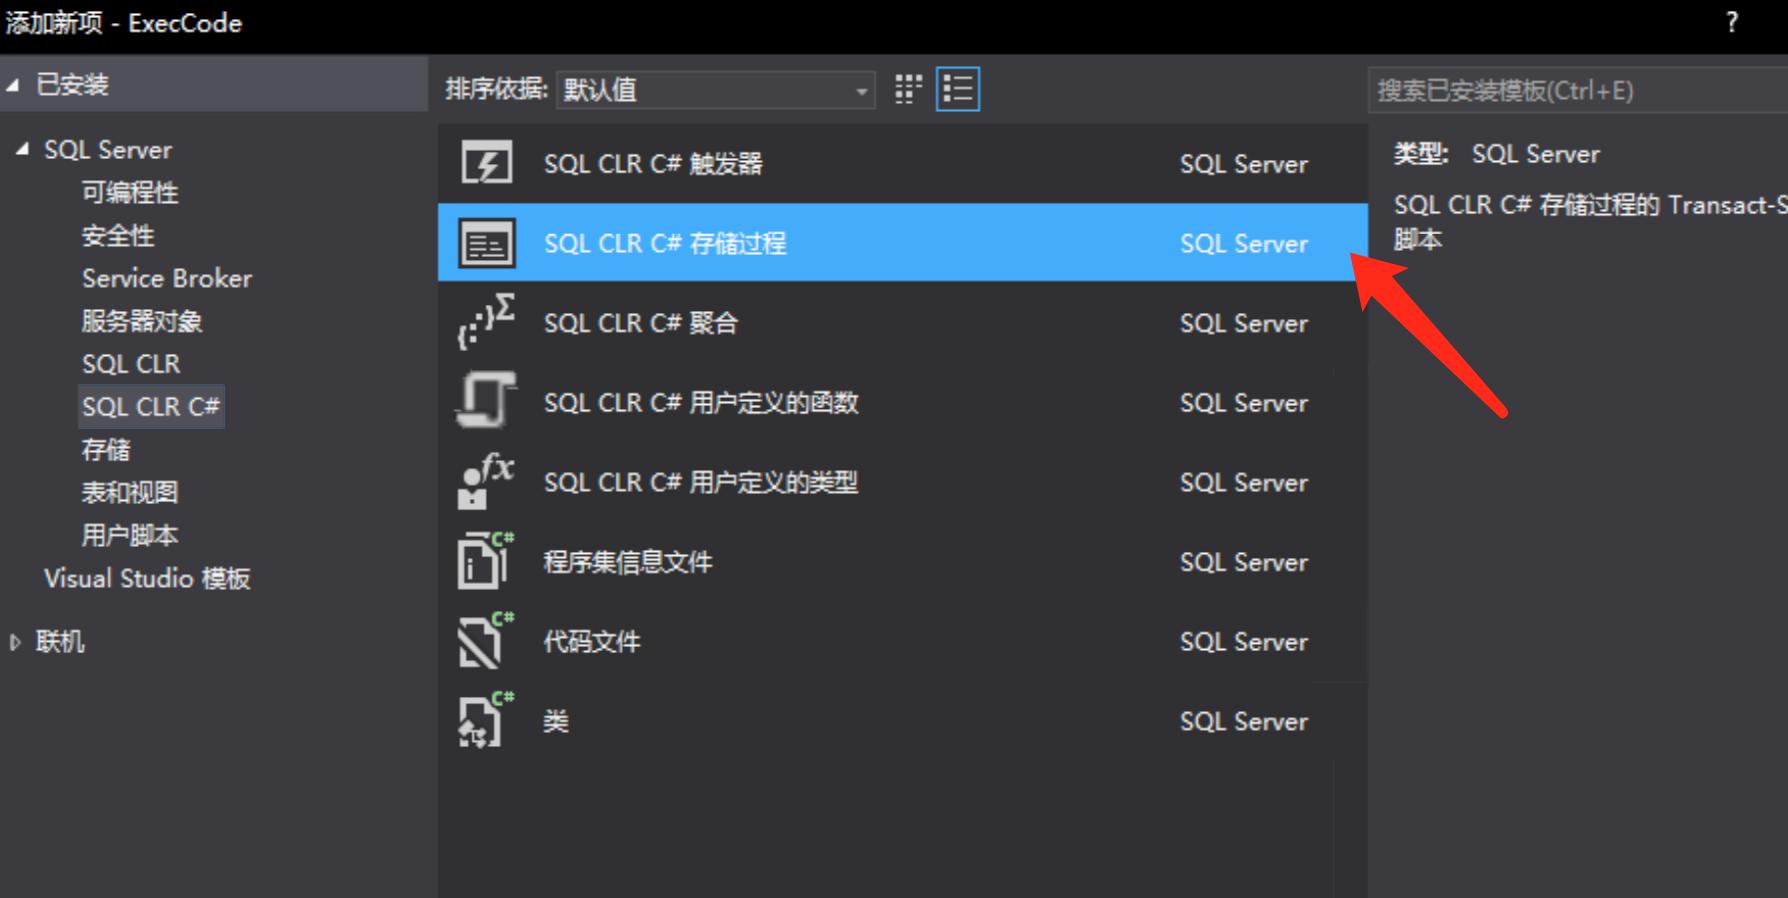 添加新项 - ExecCode
?
已安装
SQL Server
可编程性
安全性
Service Broker
服务器对象
SQL CLR
SQL CLR C#
存储
表和视图
用户脚本
Visual Studio 模板
联机
排序依据: 默认值
SQL CLR C# 触发器 SQL Server
SQL CLR C# 存储过程 SQL Server
SQL CLR C# 聚合 SQL Server
SQL CLR C# 用户定义的函数 SQL Server
SQL CLR C# 用户定义的类型 SQL Server
程序集信息文件 SQL Server
代码文件 SQL Server
类 SQL Server
搜索已安装模板(Ctrl+E)
类型: SQL Server
SQL CLR C# 存储过程的 Transact-S
脚本